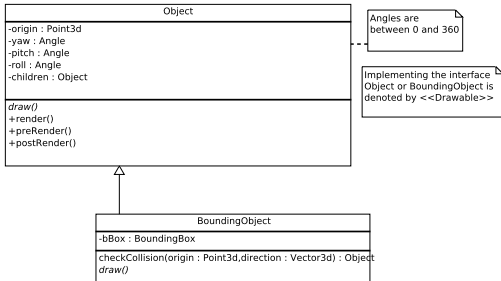 Object
-origin : Point3d
-yaw : Angle
-pitch : Angle
-roll : Angle
-children : Object
draw()
+render()
+preRender()
+postRender()
Angles are
between 0 and 360
Implementing the interface
Object or BoundingObject is
denoted by <<Drawable>>
BoundingObject
-bBox : BoundingBox
checkCollision(origin : Point3d,direction : Vector3d) : Object
draw()